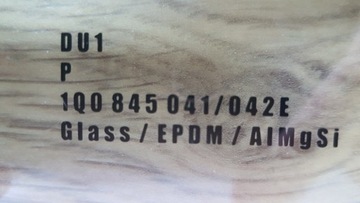 DU1
P
1Q0 845 041/042E
Glass / EPDM / AlMgSi